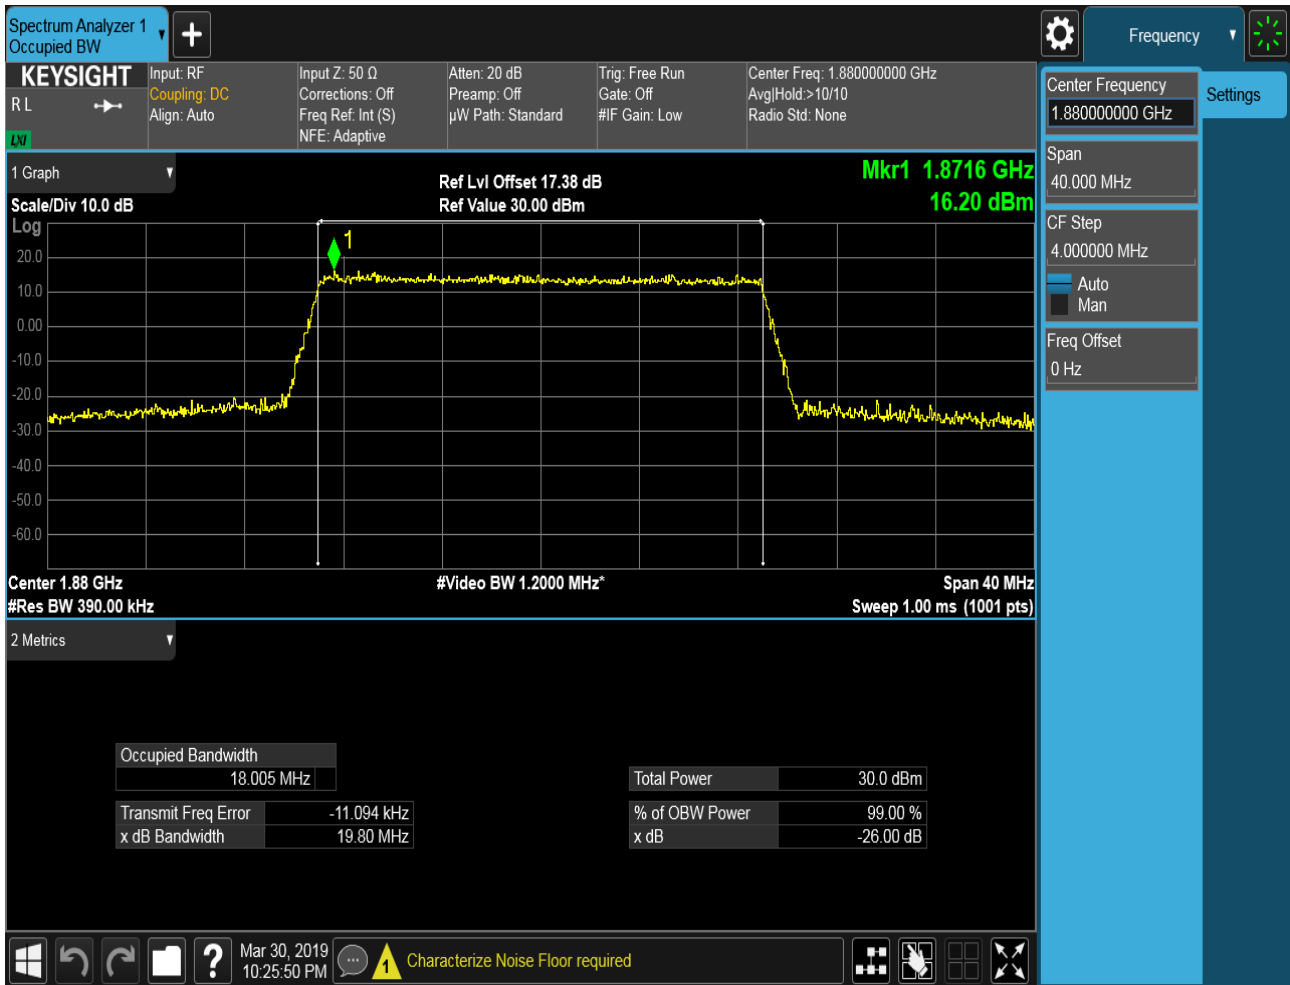 Spectrum Analyzer 1
Occupied BW
+
Frequency
KEYSIGHT
R L
LXI
Input: RF
Coupling: DC
Align: Auto
Input Z: 50 Ω
Corrections: Off
Freq Ref: Int (S)
NFE: Adaptive
Atten: 20 dB
Preamp: Off
µW Path: Standard
Trig: Free Run
Gate: Off
#IF Gain: Low
Center Freq: 1.880000000 GHz
Avg|Hold:>10/10
Radio Std: None
Center Frequency
1.880000000 GHz
Settings
Span
40.000 MHz
CF Step
4.000000 MHz
Auto
Man
Freq Offset
0 Hz
1 Graph
Scale/Div 10.0 dB
Ref Lvl Offset 17.38 dB
Ref Value 30.00 dBm
Mkr1 1.8716 GHz
16.20 dBm
Log
1
20.0
10.0
0.00
-10.0
-20.0
-30.0
-40.0
-50.0
-60.0
Center 1.88 GHz
#Res BW 390.00 kHz
#Video BW 1.2000 MHz*
Span 40 MHz
Sweep 1.00 ms (1001 pts)
2 Metrics
Occupied Bandwidth
18.005 MHz
Transmit Freq Error -11.094 kHz
x dB Bandwidth 19.80 MHz
Total Power 30.0 dBm
% of OBW Power 99.00 %
x dB -26.00 dB
?
Mar 30, 2019
10:25:50 PM
1
Characterize Noise Floor required